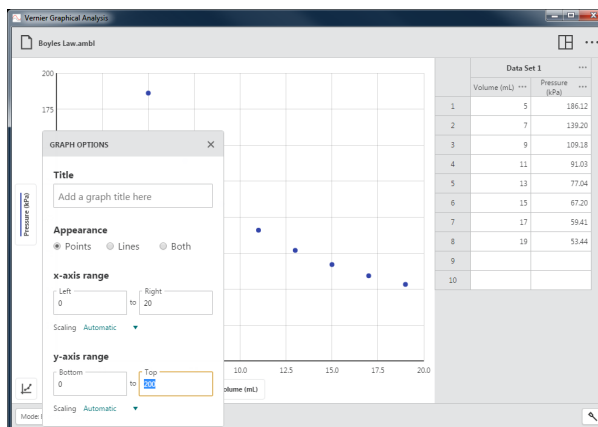 Vernier Graphical Analysis
Boyles Law.ambl
200
175
Pressure (kPa)
GRAPH OPTIONS
Title
Add a graph title here
Appearance
Points Lines Both
x-axis range
Left Right
0 to 20
Scaling Automatic
y-axis range
Bottom Top
0 to 200
Scaling Automatic
10.0 12.5 15.0 17.5 20.0
olume (mL)
Mode:
Data Set 1
Volume (mL) Pressure (kPa)
1 5 186.12
2 7 139.20
3 9 109.18
4 11 91.03
5 13 77.04
6 15 67.20
7 17 59.41
8 19 53.44
9
10